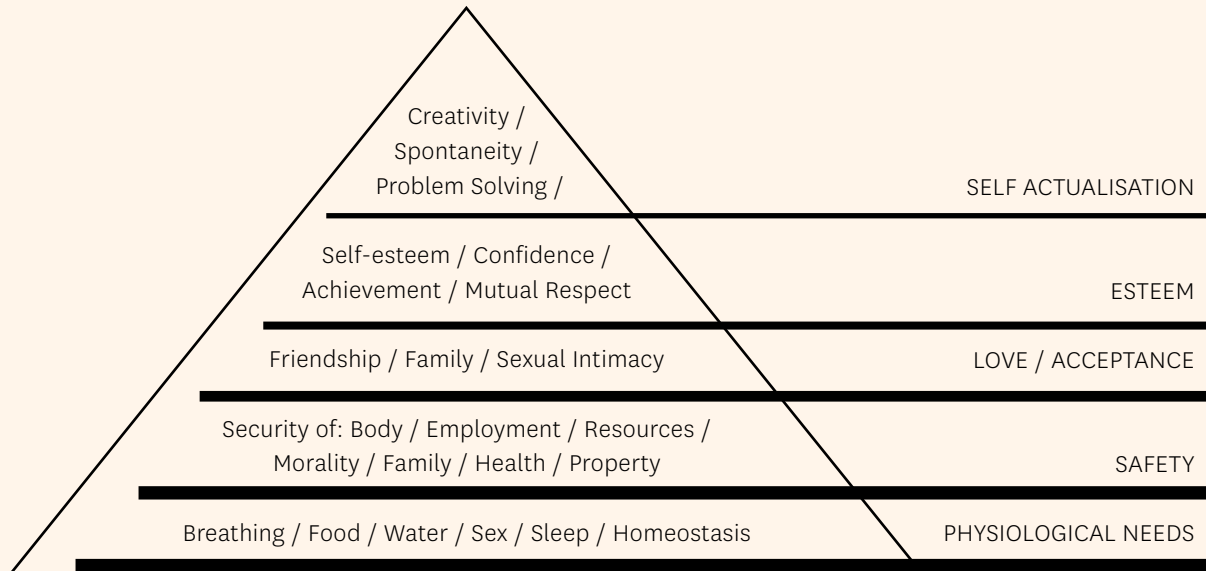 Creativity /
Spontaneity /
Problem Solving /
SELF ACTUALISATION
Self-esteem / Confidence /
Achievement / Mutual Respect
ESTEEM
Friendship / Family / Sexual Intimacy
LOVE / ACCEPTANCE
Security of: Body / Employment / Resources /
Morality / Family / Health / Property
SAFETY
Breathing / Food / Water / Sex / Sleep / Homeostasis
PHYSIOLOGICAL NEEDS